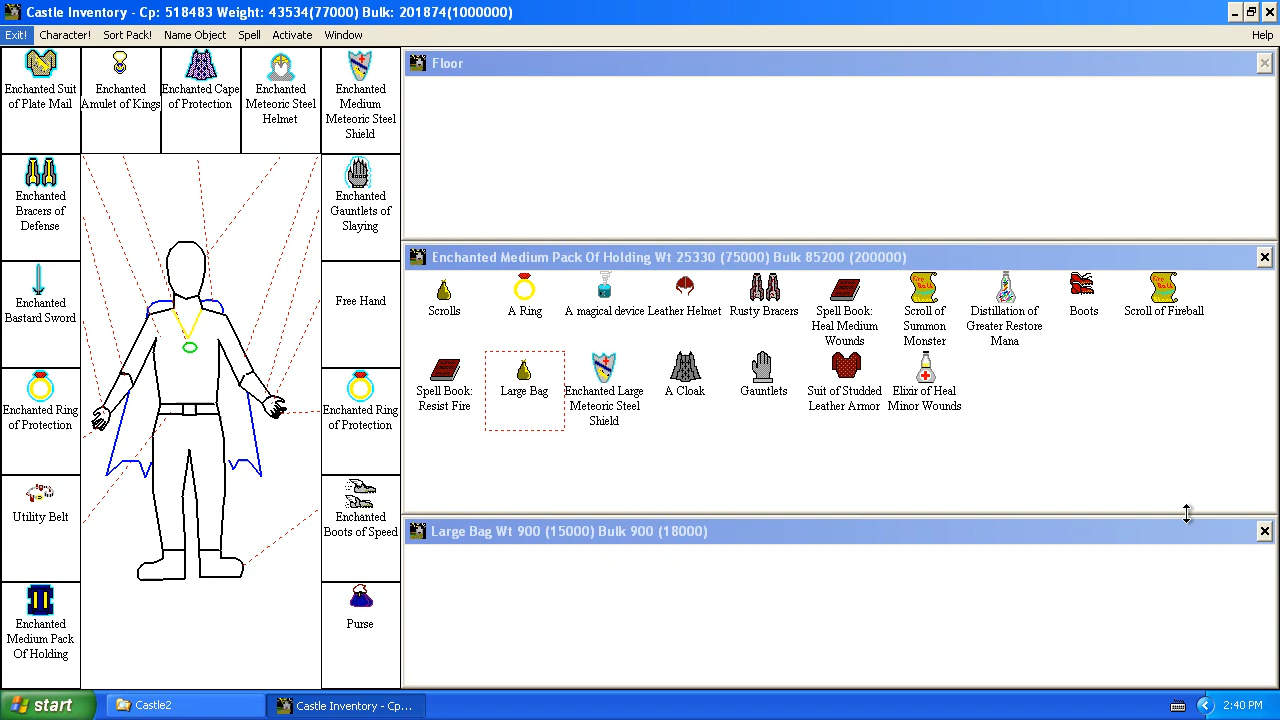 Castle Inventory - Cp: 518483 Weight: 43534(77000) Bulk: 201874(1000000)
Exit! Character! Sort Pack! Name Object Spell Activate Window Help
Enchanted Suit
of Plate Mail
Enchanted
Amulet of Kings
Enchanted Cape
of Protection
Enchanted
Meteoric Steel
Helmet
Enchanted
Medium
Meteoric Steel
Shield
Enchanted
Bracers of
Defense
Enchanted
Gauntlets of
Slaying
Enchanted
Bastard Sword
Free Hand
Enchanted Ring
of Protection
Enchanted Ring
of Protection
Utility Belt
Enchanted
Boots of Speed
Enchanted
Medium Pack
Of Holding
Purse
Floor
Enchanted Medium Pack Of Holding Wt 25330 (75000) Bulk 85200 (200000)
Scrolls
A Ring
A magical device
Leather Helmet
Rusty Bracers
Spell Book:
Heal Medium
Wounds
Scroll of
Summon
Monster
Distillation of
Greater Restore
Mana
Boots
Scroll of Fireball
Spell Book:
Resist Fire
Large Bag
Enchanted Large
Meteoric Steel
Shield
A Cloak
Gauntlets
Suit of Studded
Leather Armor
Elixir of Heal
Minor Wounds
Large Bag Wt 900 (15000) Bulk 900 (18000)
start
Castle2
Castle Inventory - Cp...
2:40 PM